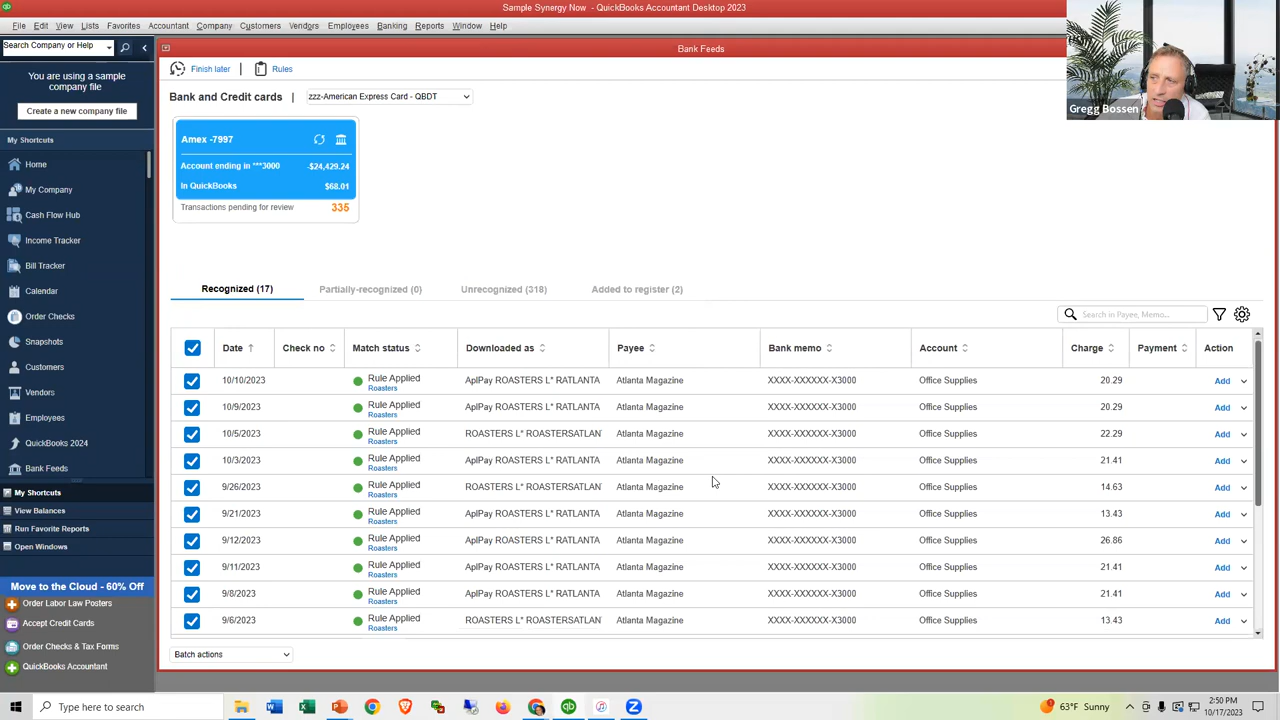 Sample Synergy Now - QuickBooks Accountant Desktop 2023
File Edit View Lists Favorites Accountant Company Customers Vendors Employees Banking Reports Window Help
Search Company or Help
Bank Feeds
Finish later | Rules
You are using a sample
company file
Create a new company file
My Shortcuts
Home
My Company
Cash Flow Hub
Income Tracker
Bill Tracker
Calendar
Order Checks
Snapshots
Customers
Vendors
Employees
QuickBooks 2024
Bank Feeds
My Shortcuts
View Balances
Run Favorite Reports
Open Windows
Move to the Cloud - 60% Off
Order Labor Law Posters
Accept Credit Cards
Order Checks & Tax Forms
QuickBooks Accountant
Gregg Bossen
Bank and Credit cards | zzz-American Express Card - QBDT
Amex -7997
Account ending in ***3000 -$24,429.24
In QuickBooks $68.01
Transactions pending for review 335
Recognized (17) Partially-recognized (0) Unrecognized (318) Added to register (2)
Search in Payee, Memo...
Date Check no Match status Downloaded as Payee Bank memo Account Charge Payment Action
10/10/2023 Rule Applied AplPay ROASTERS L* RATLANTA Atlanta Magazine XXXX-XXXXXX-X3000 Office Supplies 20.29 Add
Roasters
10/9/2023 Rule Applied AplPay ROASTERS L* RATLANTA Atlanta Magazine XXXX-XXXXXX-X3000 Office Supplies 20.29 Add
Roasters
10/5/2023 Rule Applied ROASTERS L* ROASTERSATLAN Atlanta Magazine XXXX-XXXXXX-X3000 Office Supplies 22.29 Add
Roasters
10/3/2023 Rule Applied AplPay ROASTERS L* RATLANTA Atlanta Magazine XXXX-XXXXXX-X3000 Office Supplies 21.41 Add
Roasters
9/26/2023 Rule Applied ROASTERS L* ROASTERSATLAN Atlanta Magazine XXXX-XXXXXX-X3000 Office Supplies 14.63 Add
Roasters
9/21/2023 Rule Applied AplPay ROASTERS L* RATLANTA Atlanta Magazine XXXX-XXXXXX-X3000 Office Supplies 13.43 Add
Roasters
9/12/2023 Rule Applied AplPay ROASTERS L* RATLANTA Atlanta Magazine XXXX-XXXXXX-X3000 Office Supplies 26.86 Add
Roasters
9/11/2023 Rule Applied AplPay ROASTERS L* RATLANTA Atlanta Magazine XXXX-XXXXXX-X3000 Office Supplies 21.41 Add
Roasters
9/8/2023 Rule Applied AplPay ROASTERS L* RATLANTA Atlanta Magazine XXXX-XXXXXX-X3000 Office Supplies 21.41 Add
Roasters
9/6/2023 Rule Applied ROASTERS L* ROASTERSATLAN Atlanta Magazine XXXX-XXXXXX-X3000 Office Supplies 13.43 Add
Roasters
Batch actions
Type here to search
63°F Sunny
2:50 PM
10/17/2023